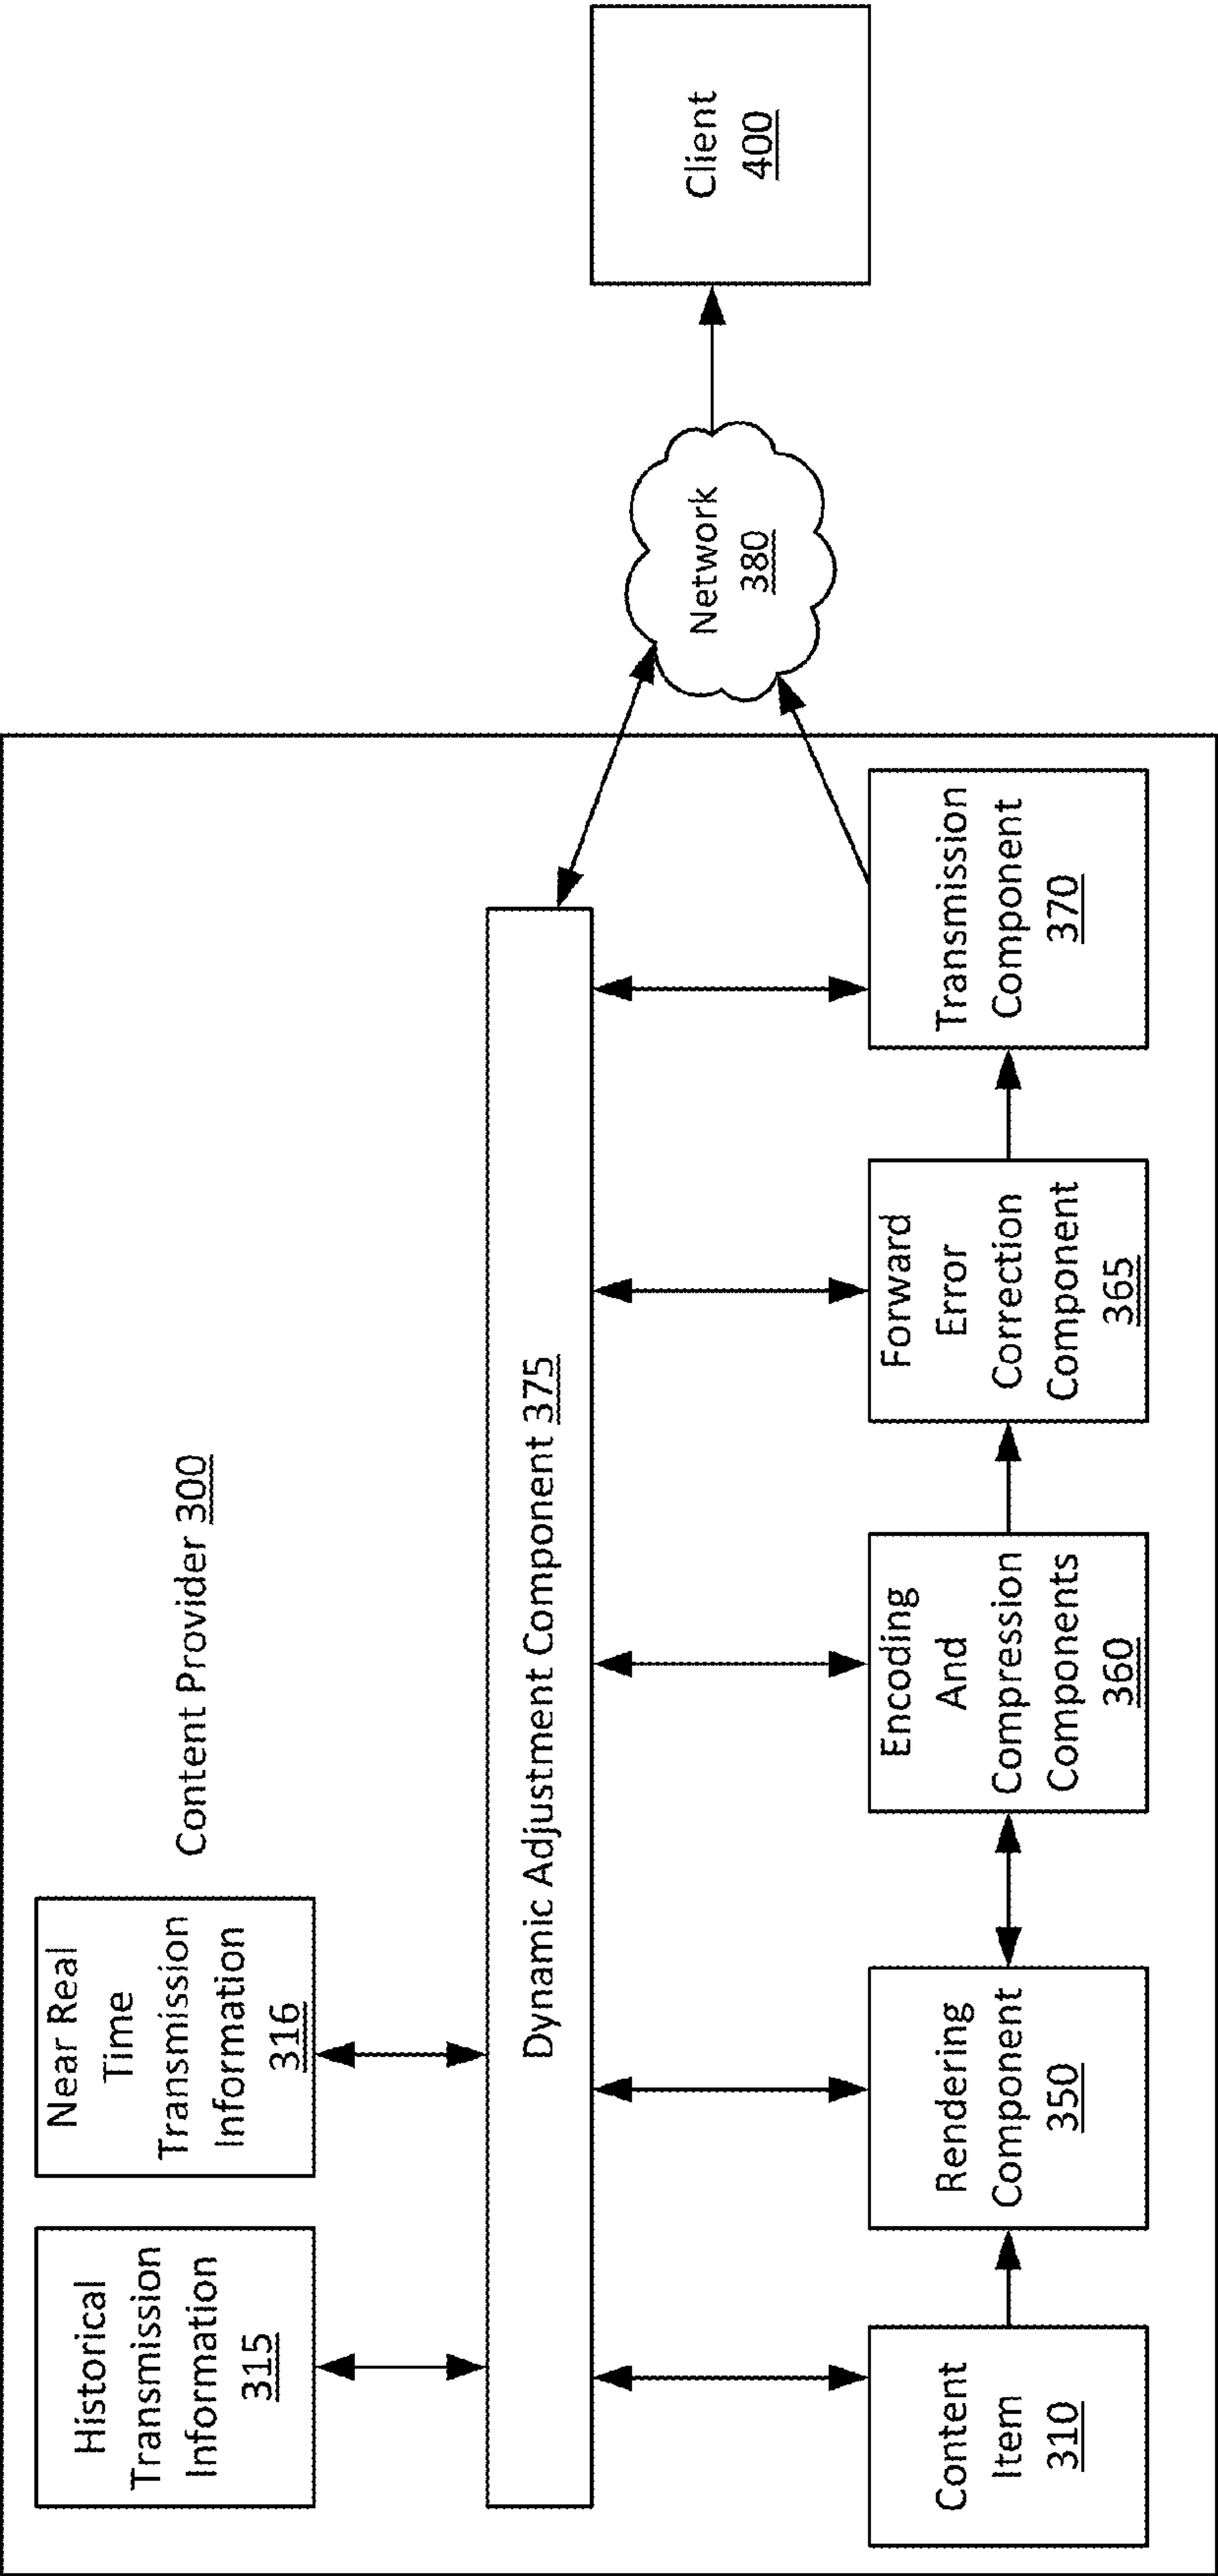 Historical
Transmission
Information
315
Near Real
Time
Transmission
Information
316
Content Provider 300
Dynamic Adjustment Component 375
Content
Item
310
Rendering
Component
350
Encoding
And
Compression
Components
360
Forward
Error
Correction
Component
365
Transmission
Component
370
Network
380
Client
400